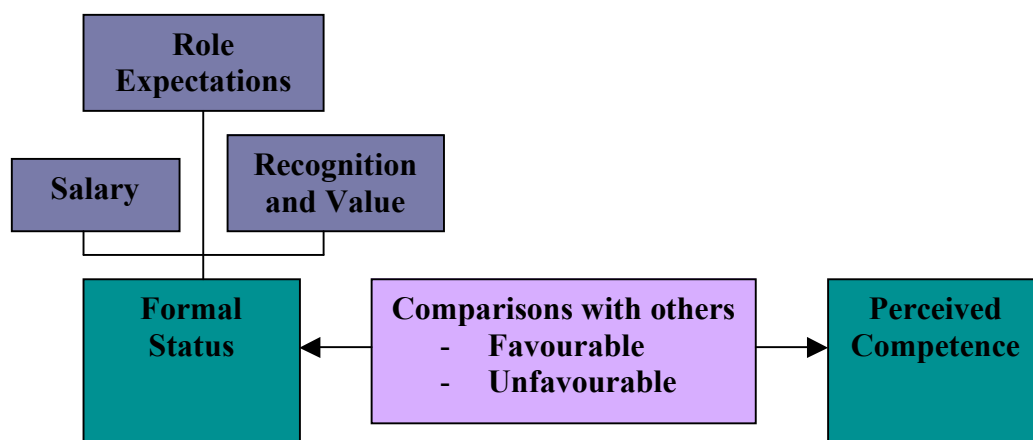 Role
Expectations
Salary
Recognition
and Value
Formal
Status
Comparisons with others
- Favourable
- Unfavourable
Perceived
Competence